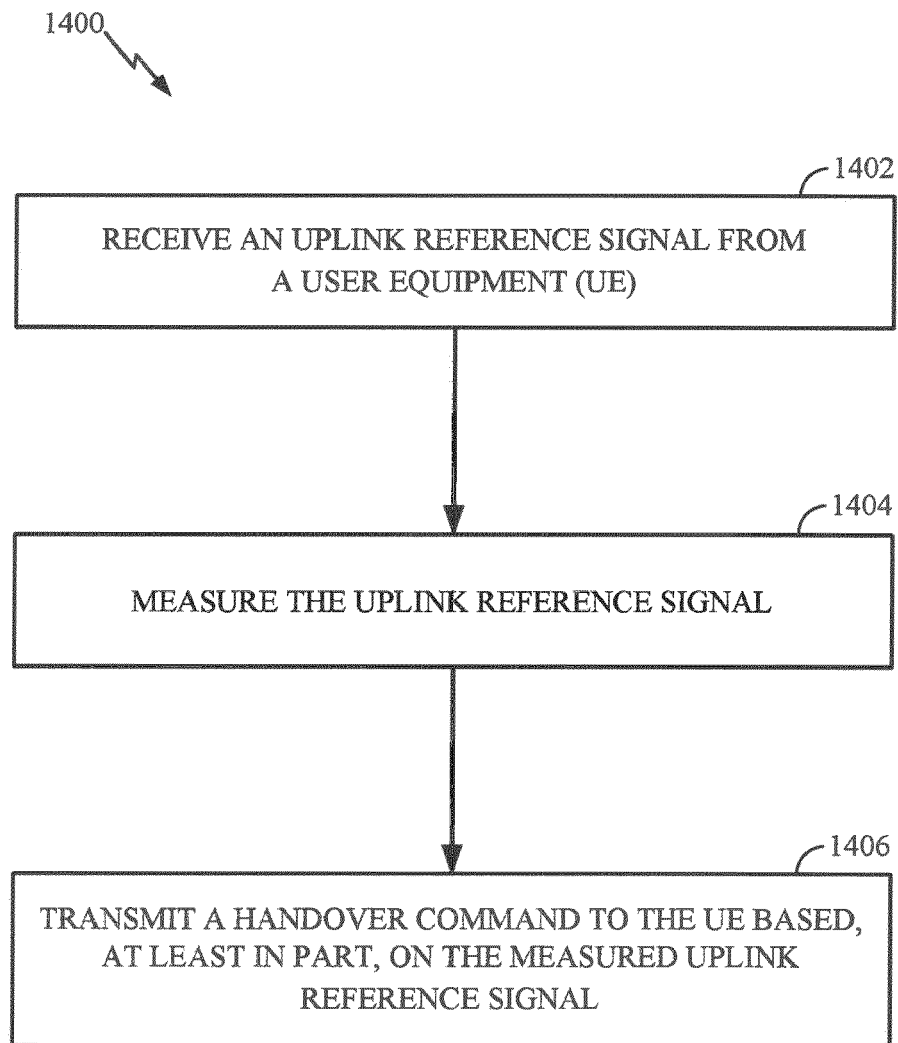 1400
1402
RECEIVE AN UPLINK REFERENCE SIGNAL FROM
A USER EQUIPMENT (UE)
1404
MEASURE THE UPLINK REFERENCE SIGNAL
1406
TRANSMIT A HANDOVER COMMAND TO THE UE BASED,
AT LEAST IN PART, ON THE MEASURED UPLINK
REFERENCE SIGNAL